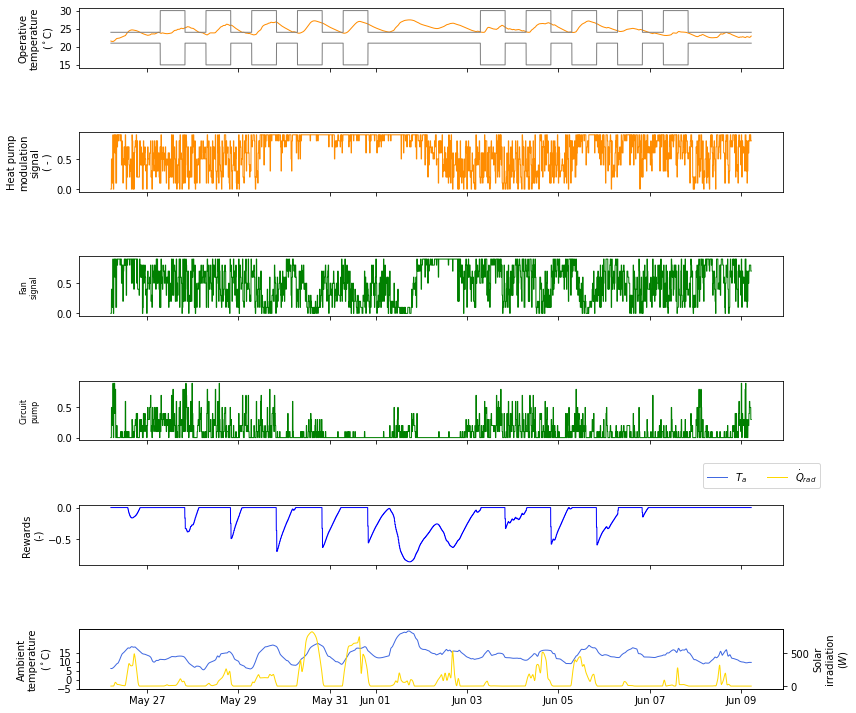 Operative
temperature
(°C)
30
25
20
15
Heat pump
modulation
signal
( - )
0.5
0.0
Fan
signal
0.5
0.0
Circuit
pump
0.5
0.0
T_a
Q̇_rad
Rewards
(-)
0.0
−0.5
Ambient
temperature
(°C)
15
10
5
0
−5
Solar
irradiation
(W)
500
0
May 27
May 29
May 31
Jun 01
Jun 03
Jun 05
Jun 07
Jun 09